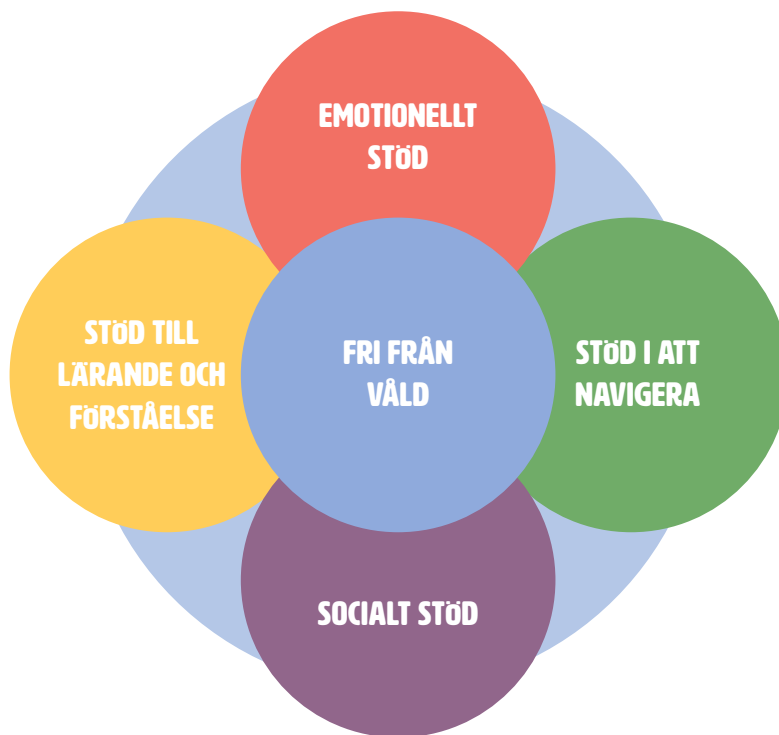 EMOTIONELLT
STÖD
STÖD TILL
LÄRANDE OCH
FÖRSTÅELSE
FRI FRÅN
VÅLD
STÖD I ATT
NAVIGERA
SOCIALT STÖD